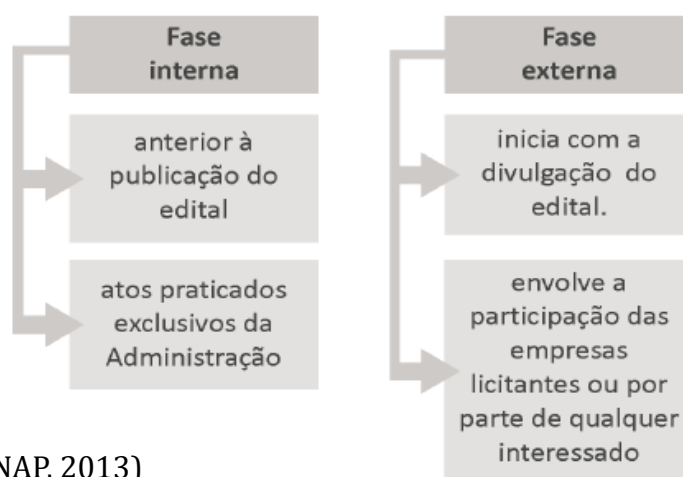 Fase
interna
anterior à
publicação do
edital
atos praticados
exclusivos da
Administração
Fase
externa
inicia com a
divulgação do
edital.
envolve a
participação das
empresas
licitantes ou por
parte de qualquer
interessado
NAP, 2013)